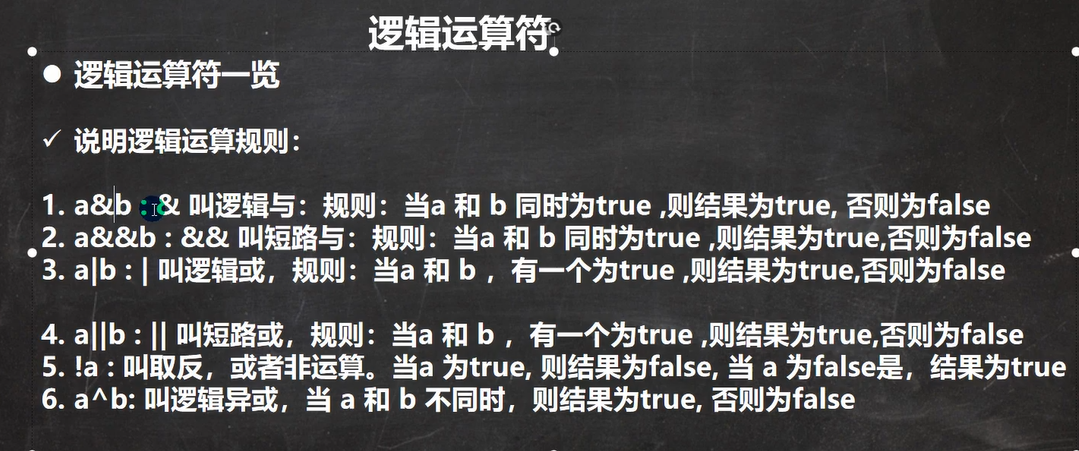 逻辑运算符
● 逻辑运算符一览
✓ 说明逻辑运算规则：
1. a&b : & 叫逻辑与：规则：当a 和 b 同时为true ,则结果为true, 否则为false
2. a&&b : && 叫短路与：规则：当a 和 b 同时为true ,则结果为true,否则为false
3. a|b : | 叫逻辑或，规则：当a 和 b ，有一个为true ,则结果为true,否则为false
4. a||b : || 叫短路或，规则：当a 和 b ，有一个为true ,则结果为true,否则为false
5. !a : 叫取反，或者非运算。当a 为true, 则结果为false, 当 a 为false是，结果为true
6. a^b: 叫逻辑异或，当 a 和 b 不同时，则结果为true, 否则为false